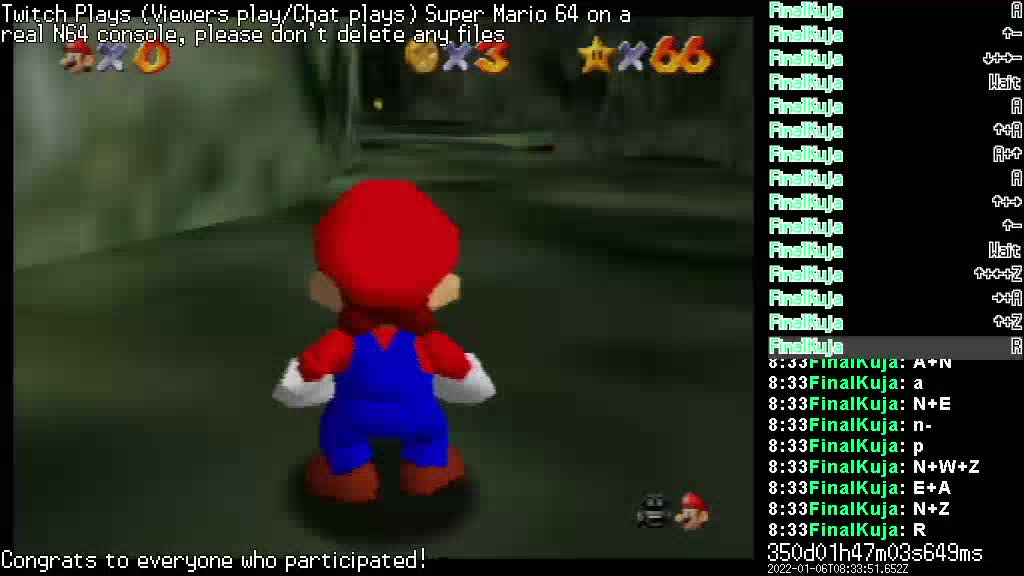 Twitch Plays (Viewers play/Chat plays) Super Mario 64 on a
real N64 console, please don't delete any files
0
3
66
FinalKuja A
FinalKuja ↑-
FinalKuja
FinalKuja Wait
FinalKuja A
FinalKuja ↑+A
FinalKuja A+↑
FinalKuja A
FinalKuja ↑+→
FinalKuja ↑-
FinalKuja Wait
FinalKuja ↑+←+Z
FinalKuja →+A
FinalKuja ↑+Z
FinalKuja R
8:33FinalKuja: A+N
8:33FinalKuja: a
8:33FinalKuja: N+E
8:33FinalKuja: n-
8:33FinalKuja: p
8:33FinalKuja: N+W+Z
8:33FinalKuja: E+A
8:33FinalKuja: N+Z
8:33FinalKuja: R
350d01h47m03s649ms
2022-01-06T08:33:51.652Z
Congrats to everyone who participated!